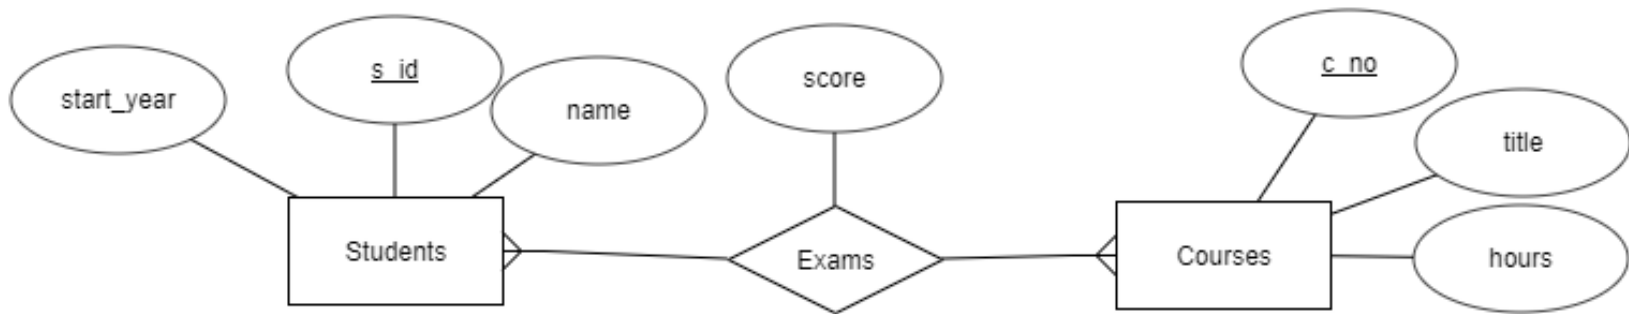 start_year
s_id
name
score
c_no
title
hours
Students
Exams
Courses